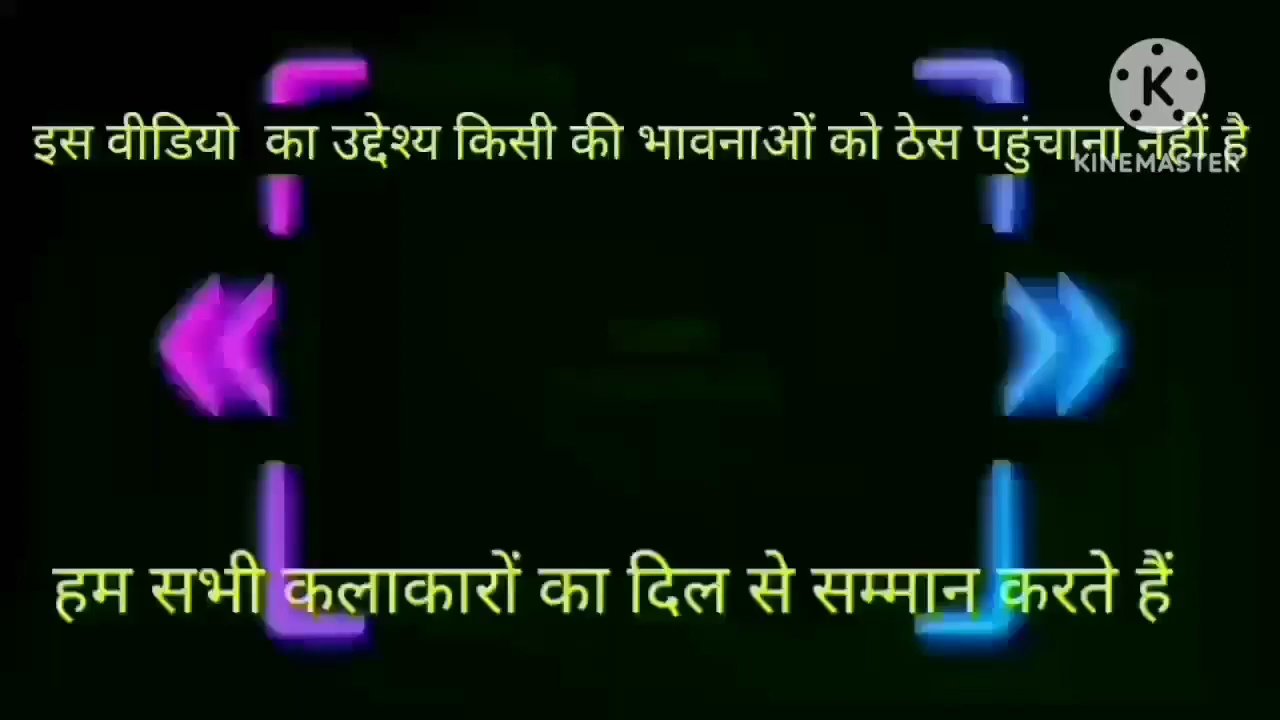 इस वीडियो का उद्देश्य किसी की भावनाओं को ठेस पहुंचाना नहीं है
K
KINEMASTER
हम सभी कलाकारों का दिल से सम्मान करते हैं